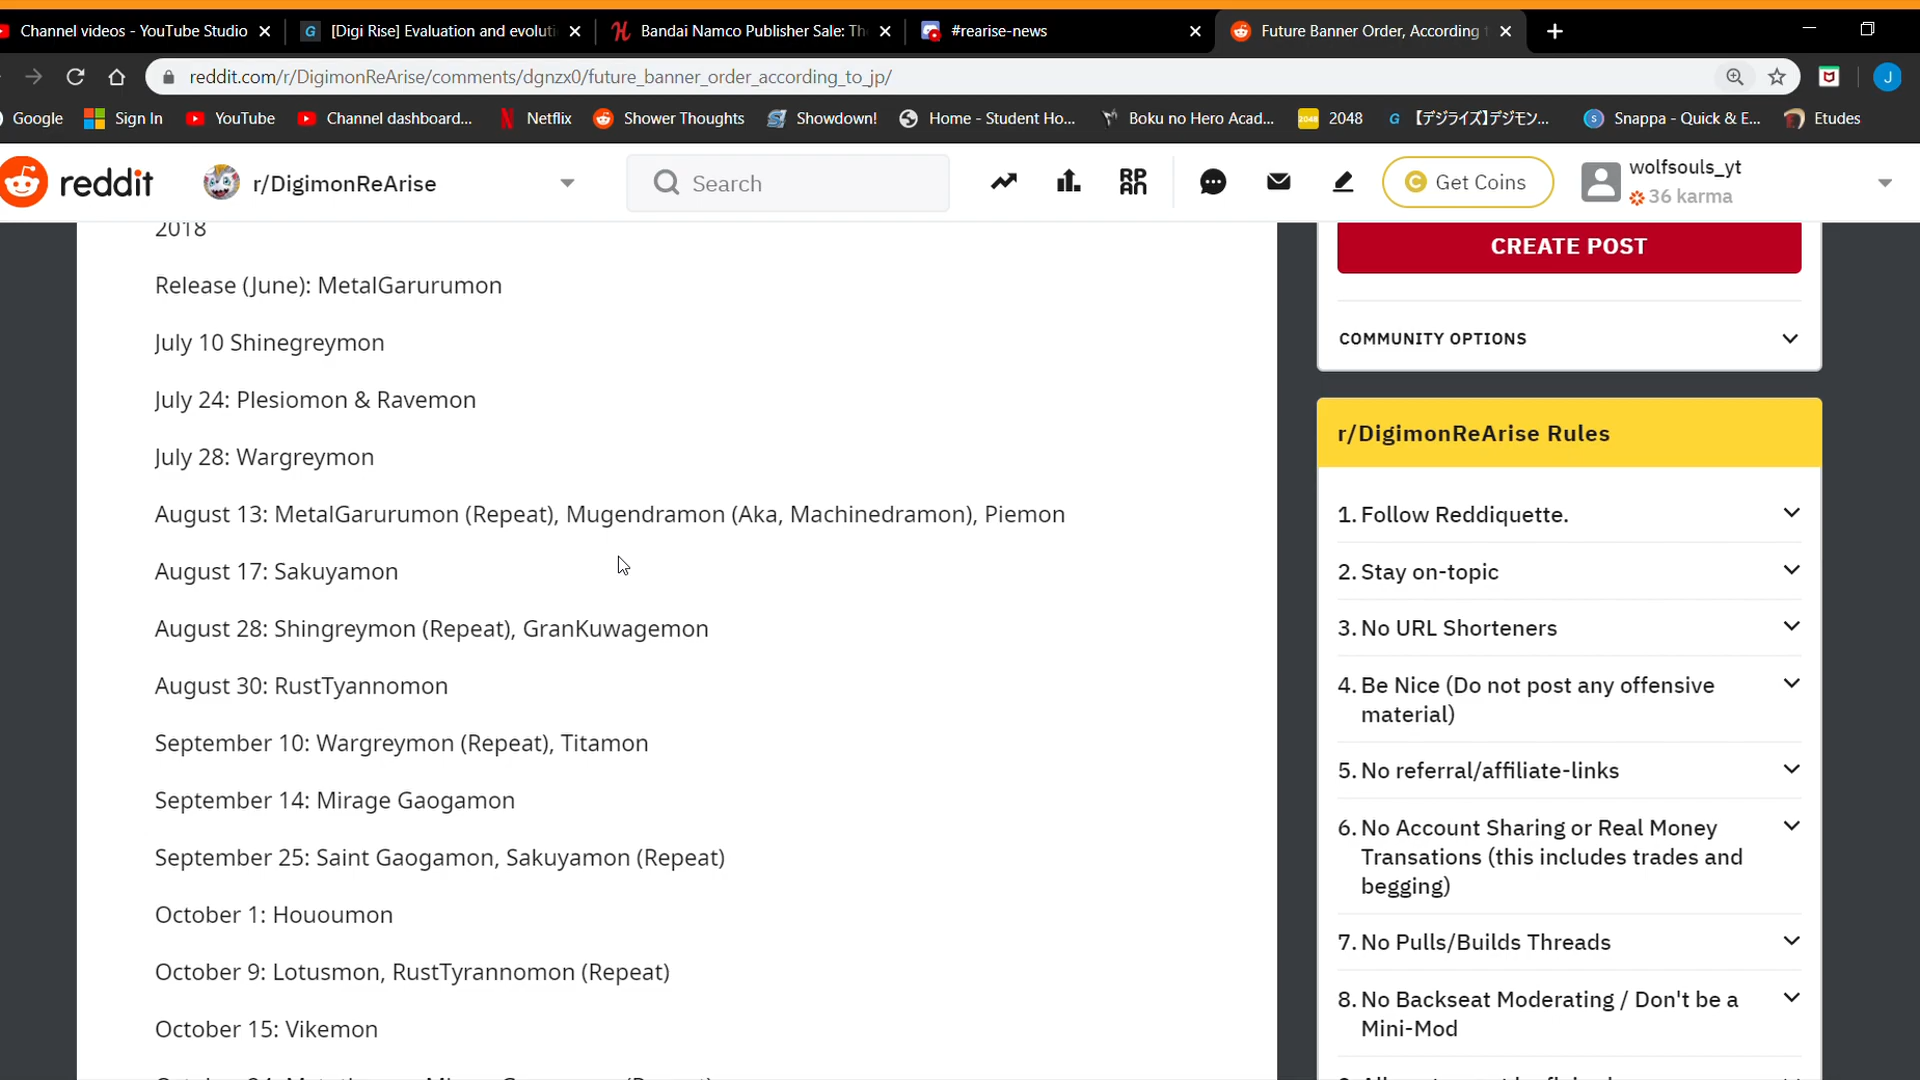 Channel videos - YouTube Studio
[Digi Rise] Evaluation and evoluti
Bandai Namco Publisher Sale: Th
#rearise-news
Future Banner Order, According t
reddit.com/r/DigimonReArise/comments/dgnzx0/future_banner_order_according_to_jp/
J
Google
Sign In
YouTube
Channel dashboard...
Netflix
Shower Thoughts
Showdown!
Home - Student Ho...
Boku no Hero Acad...
2048
【デジライズ】デジモン...
Snappa - Quick & E...
Etudes
reddit
r/DigimonReArise
Search
Get Coins
wolfsouls_yt
36 karma
2018
Release (June): MetalGarurumon
July 10 Shinegreymon
July 24: Plesiomon & Ravemon
July 28: Wargreymon
August 13: MetalGarurumon (Repeat), Mugendramon (Aka, Machinedramon), Piemon
August 17: Sakuyamon
August 28: Shingreymon (Repeat), GranKuwagemon
August 30: RustTyannomon
September 10: Wargreymon (Repeat), Titamon
September 14: Mirage Gaogamon
September 25: Saint Gaogamon, Sakuyamon (Repeat)
October 1: Hououmon
October 9: Lotusmon, RustTyrannomon (Repeat)
October 15: Vikemon
CREATE POST
COMMUNITY OPTIONS
r/DigimonReArise Rules
1. Follow Reddiquette.
2. Stay on-topic
3. No URL Shorteners
4. Be Nice (Do not post any offensive
material)
5. No referral/affiliate-links
6. No Account Sharing or Real Money
Transations (this includes trades and
begging)
7. No Pulls/Builds Threads
8. No Backseat Moderating / Don't be a
Mini-Mod